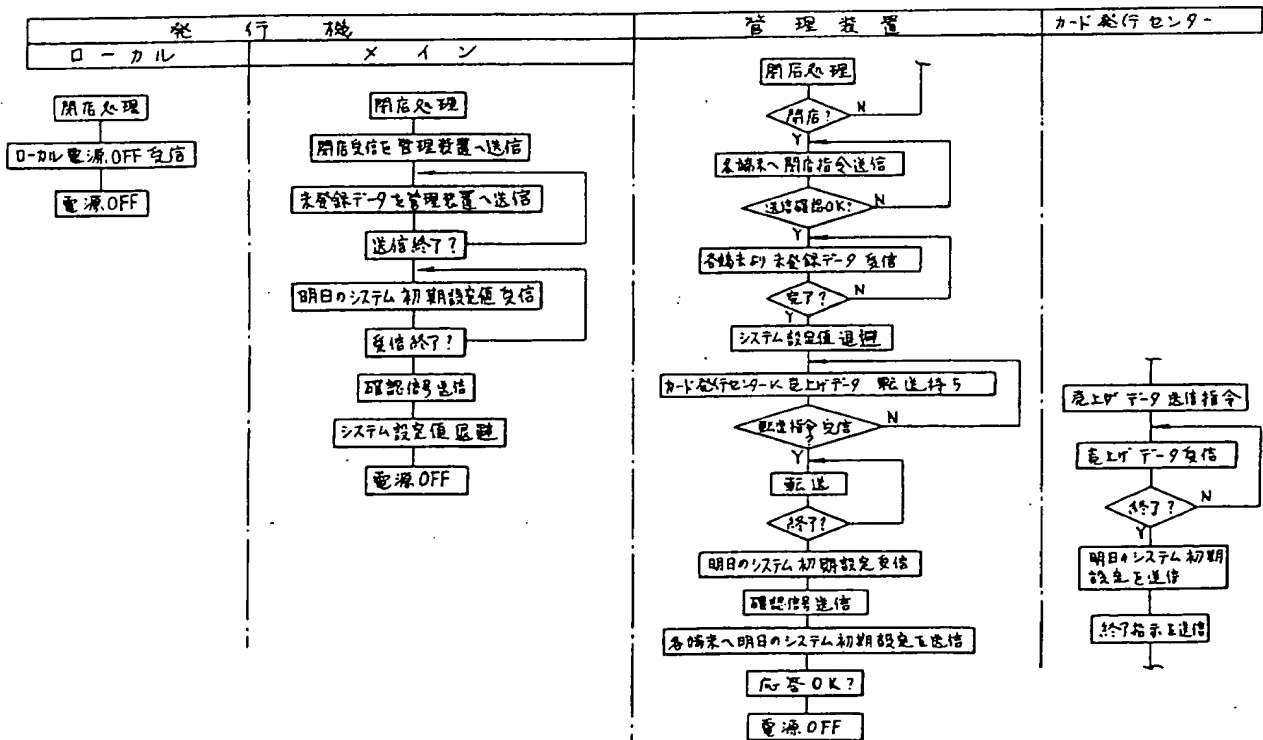 発行機
管理装置
カード発行センター
ローカル
メイン
閉店処理
ローカル電源OFF受信
電源OFF
閉店処理
閉店受信を管理装置へ送信
未登録データを管理装置へ送信
送信終了?
明日のシステム初期設定値受信
受信終了?
確認信号送信
システム設定値退避
電源OFF
閉店処理
閉店?
N
Y
各端末へ閉店指令送信
送信確認OK?
N
Y
各端末より未登録データ受信
完了?
N
Y
システム設定値退避
カード発行センターに売上げデータ転送待ち
転送指令受信?
N
Y
転送
終了?
明日のシステム初期設定受信
確認信号送信
各端末へ明日のシステム初期設定を送信
応答OK?
電源OFF
売上げデータ送信指令
売上げデータ受信
終了?
N
Y
明日のシステム初期
設定を送信
終了指示を送信